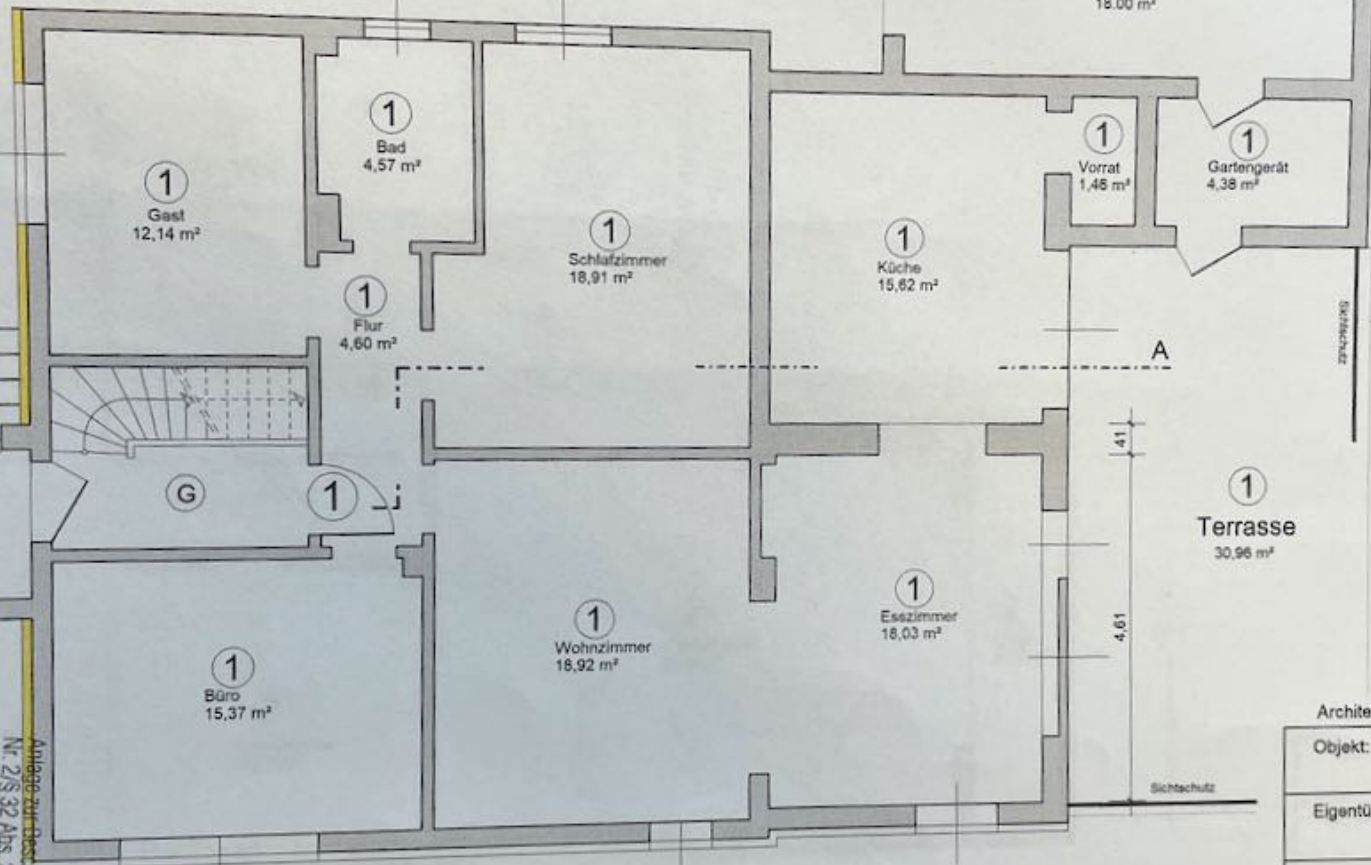 18.00 m²
1
Bad
4,57 m²
1
Vorrat
1,46 m²
1
Gartengerät
4,38 m²
1
Gast
12,14 m²
1
Schlafzimmer
18,91 m²
1
Küche
15,62 m²
1
Flur
4,60 m²
Sichtschutz
A
41
G
1
1
Terrasse
30,96 m²
1
Büro
15,37 m²
1
Wohnzimmer
18,92 m²
1
Esszimmer
18,03 m²
4,61
Sichtschutz
Archite
Objekt:
Eigentü
Anlage zur
Nr. 2/§ 32 Abs.